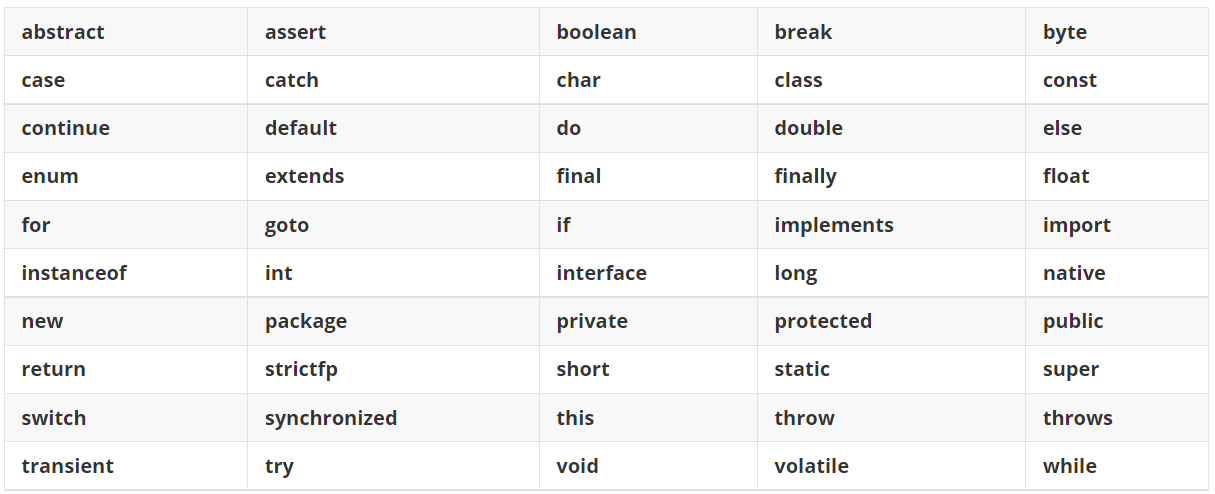 abstract assert boolean break byte
case catch char class const
continue default do double else
enum extends final finally float
for goto if implements import
instanceof int interface long native
new package private protected public
return strictfp short static super
switch synchronized this throw throws
transient try void volatile while